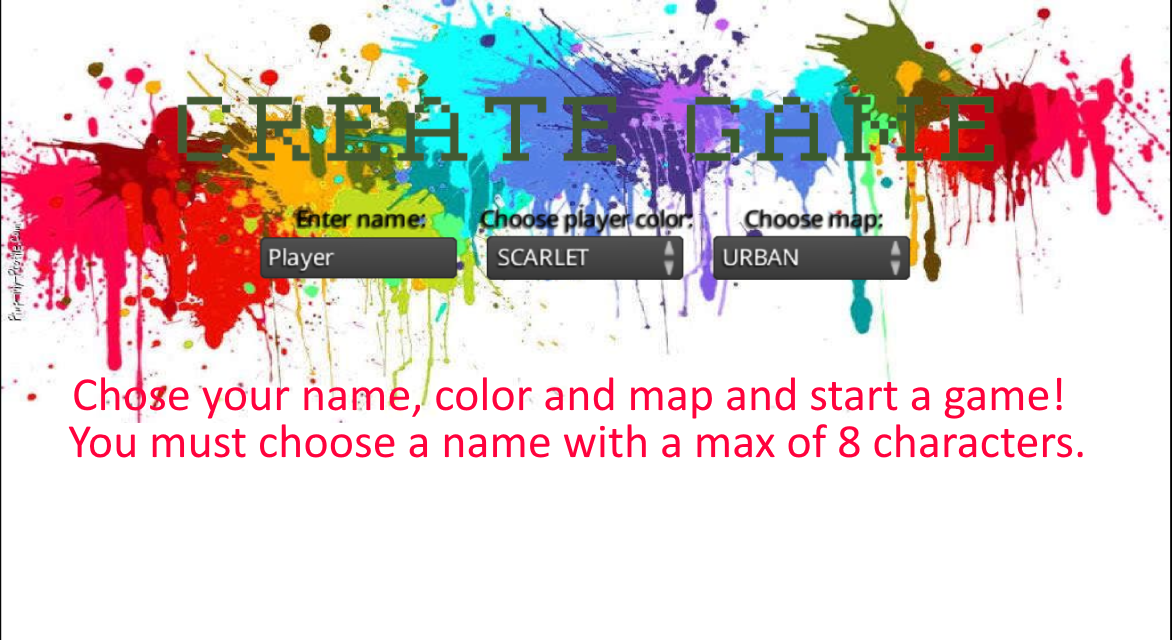 CREATE GAME
Enter name: Choose player color: Choose map:
Player SCARLET URBAN
Chose your name, color and map and start a game!
You must choose a name with a max of 8 characters.